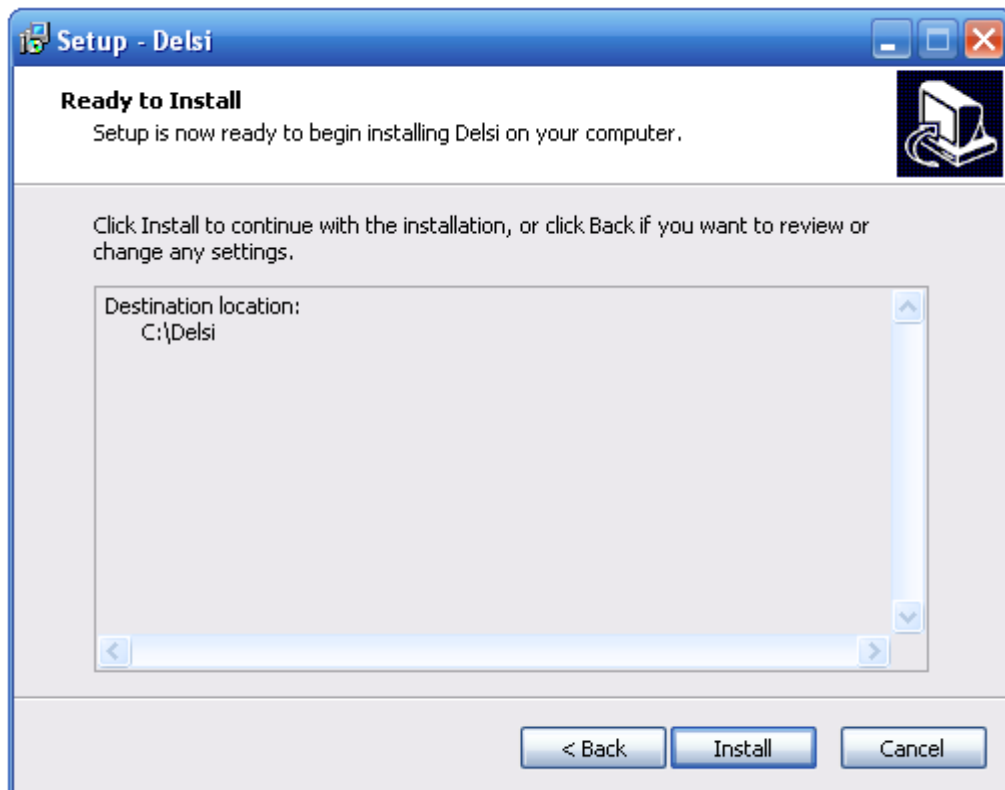 Setup - Delsi
Ready to Install
Setup is now ready to begin installing Delsi on your computer.
Click Install to continue with the installation, or click Back if you want to review or
change any settings.
Destination location:
C:\Delsi
< Back
Install
Cancel